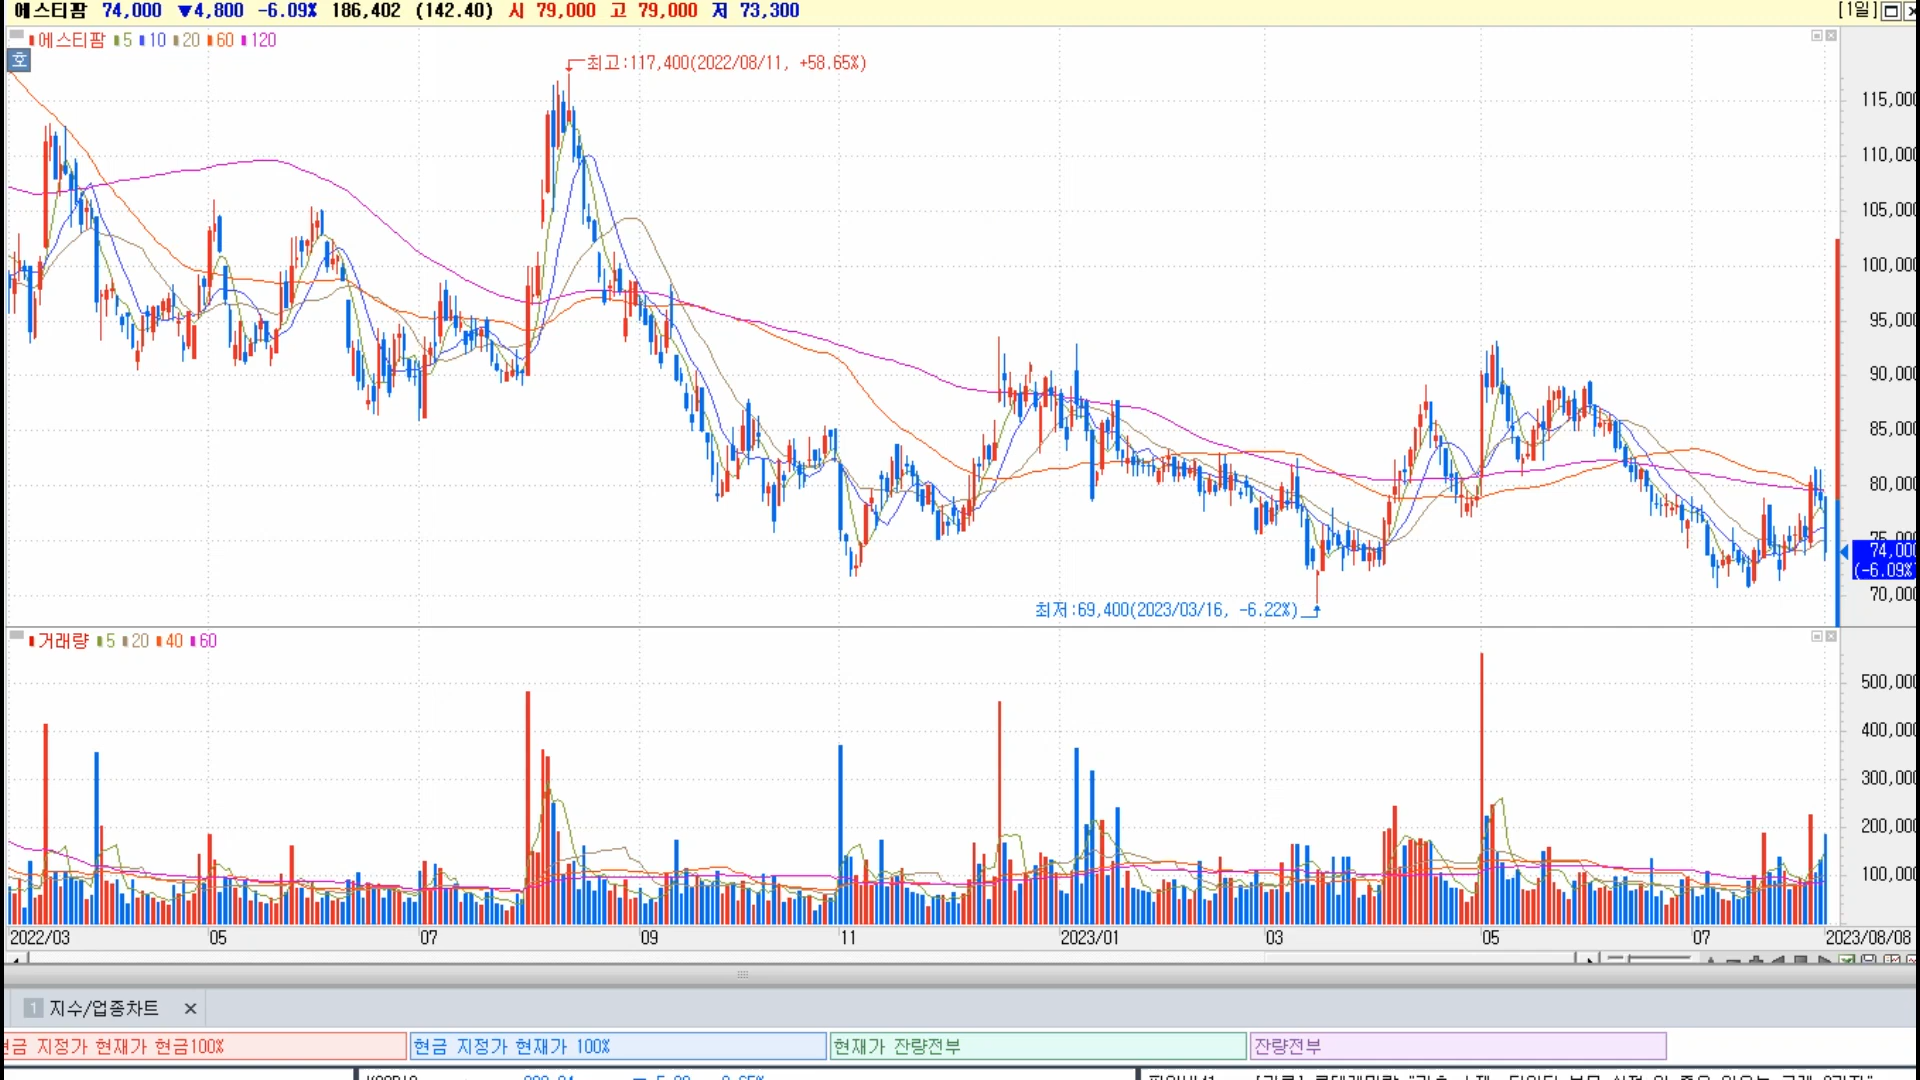 에스티팜 74,000 ▼4,800 -6.09% 186,402 (142.40) 시 79,000 고 79,000 저 73,300 [1일]
에스티팜 5 10 20 60 120
호
최고:117,400(2022/08/11, +58.65%)
115,000
110,000
105,000
100,000
95,000
90,000
85,000
80,000
75,000
74,000
(-6.09%
70,000
최저:69,400(2023/03/16, -6.22%)
거래량 5 20 40 60
500,000
400,000
300,000
200,000
100,000
2022/03 05 07 09 11 2023/01 03 05 07 2023/08/08
1 지수/업종차트 ×
현금 지정가 현재가 현금100% 현금 지정가 현재가 100% 현재가 잔량전부 잔량전부